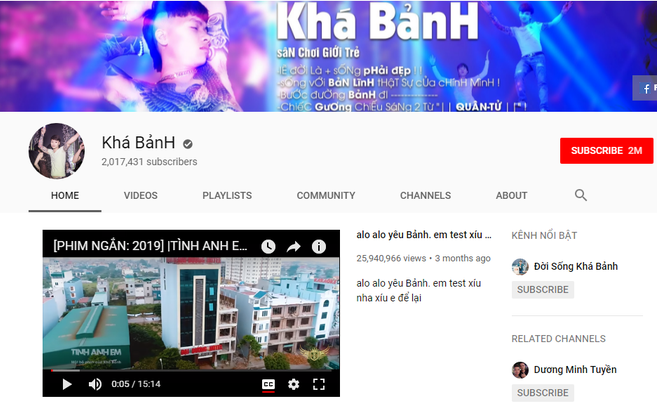 Khá BảnH
sâN Chơi GiỚi Trẻ
ĐỜI Là + sỐNg pHải đẸp ! !
+ sỐng vỚi BảN LĨnH tHật Sự của cHínH MìnH !
BƯỚC đƯỜng BảnH đI
ChiếC GƯơng ChiẾu SáNg 2 Từ "| | QUÂN-TỬ | | "!
Khá BảnH
2,017,431 subscribers
SUBSCRIBE 2M
HOME VIDEOS PLAYLISTS COMMUNITY CHANNELS ABOUT
[PHIM NGẮN: 2019] |TÌNH ANH E...
TINH ANH EM
0:05 / 15:14
CC
alo alo yêu Bảnh. em test xíu ...
25,940,966 views • 3 months ago
alo alo yêu Bảnh. em test xíu
nha xíu e để lại
KÊNH NỔI BẬT
Đời Sống Khá Bảnh
SUBSCRIBE
RELATED CHANNELS
Dương Minh Tuyền
SUBSCRIBE